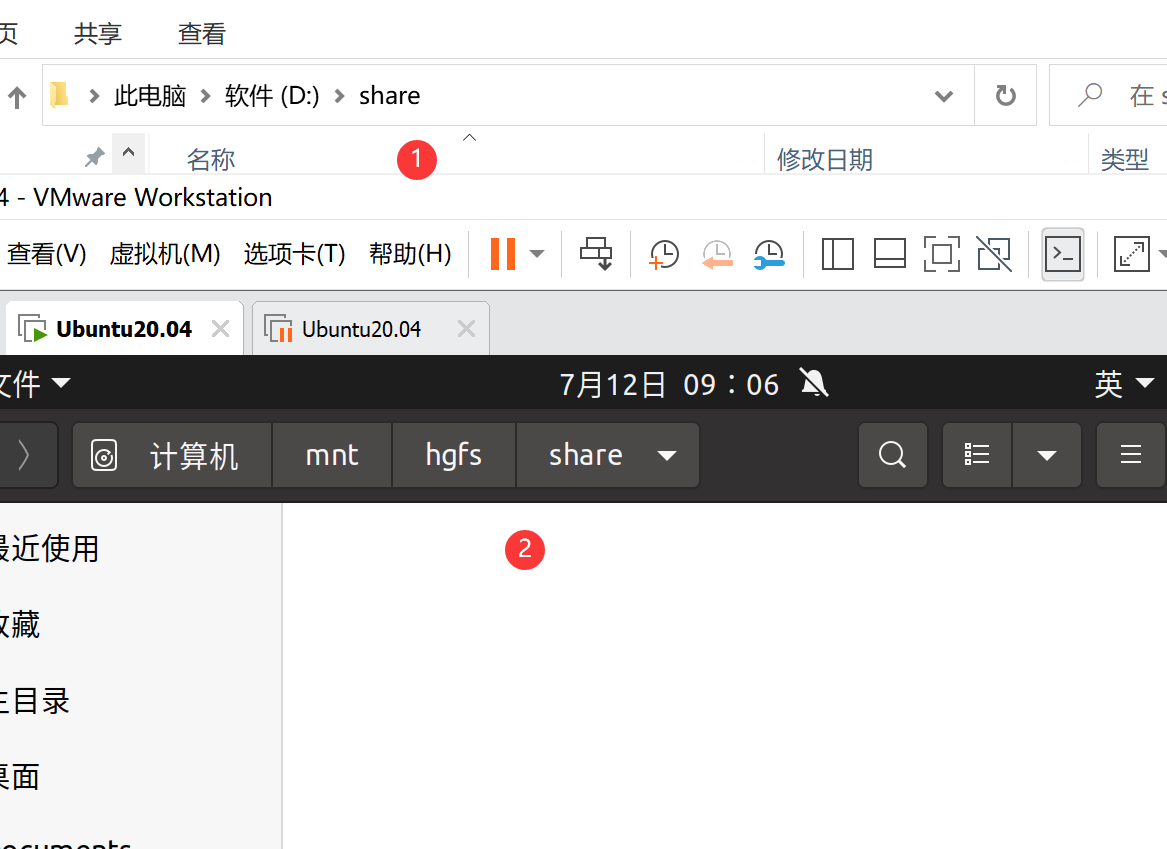 页 共享 查看
此电脑 软件 (D:) share 在 s
名称 1 修改日期 类型
4 - VMware Workstation
查看(V) 虚拟机(M) 选项卡(T) 帮助(H)
Ubuntu20.04 Ubuntu20.04
文件 7月12日 09：06 英
计算机 mnt hgfs share
2
最近使用
收藏
主目录
桌面
Documents